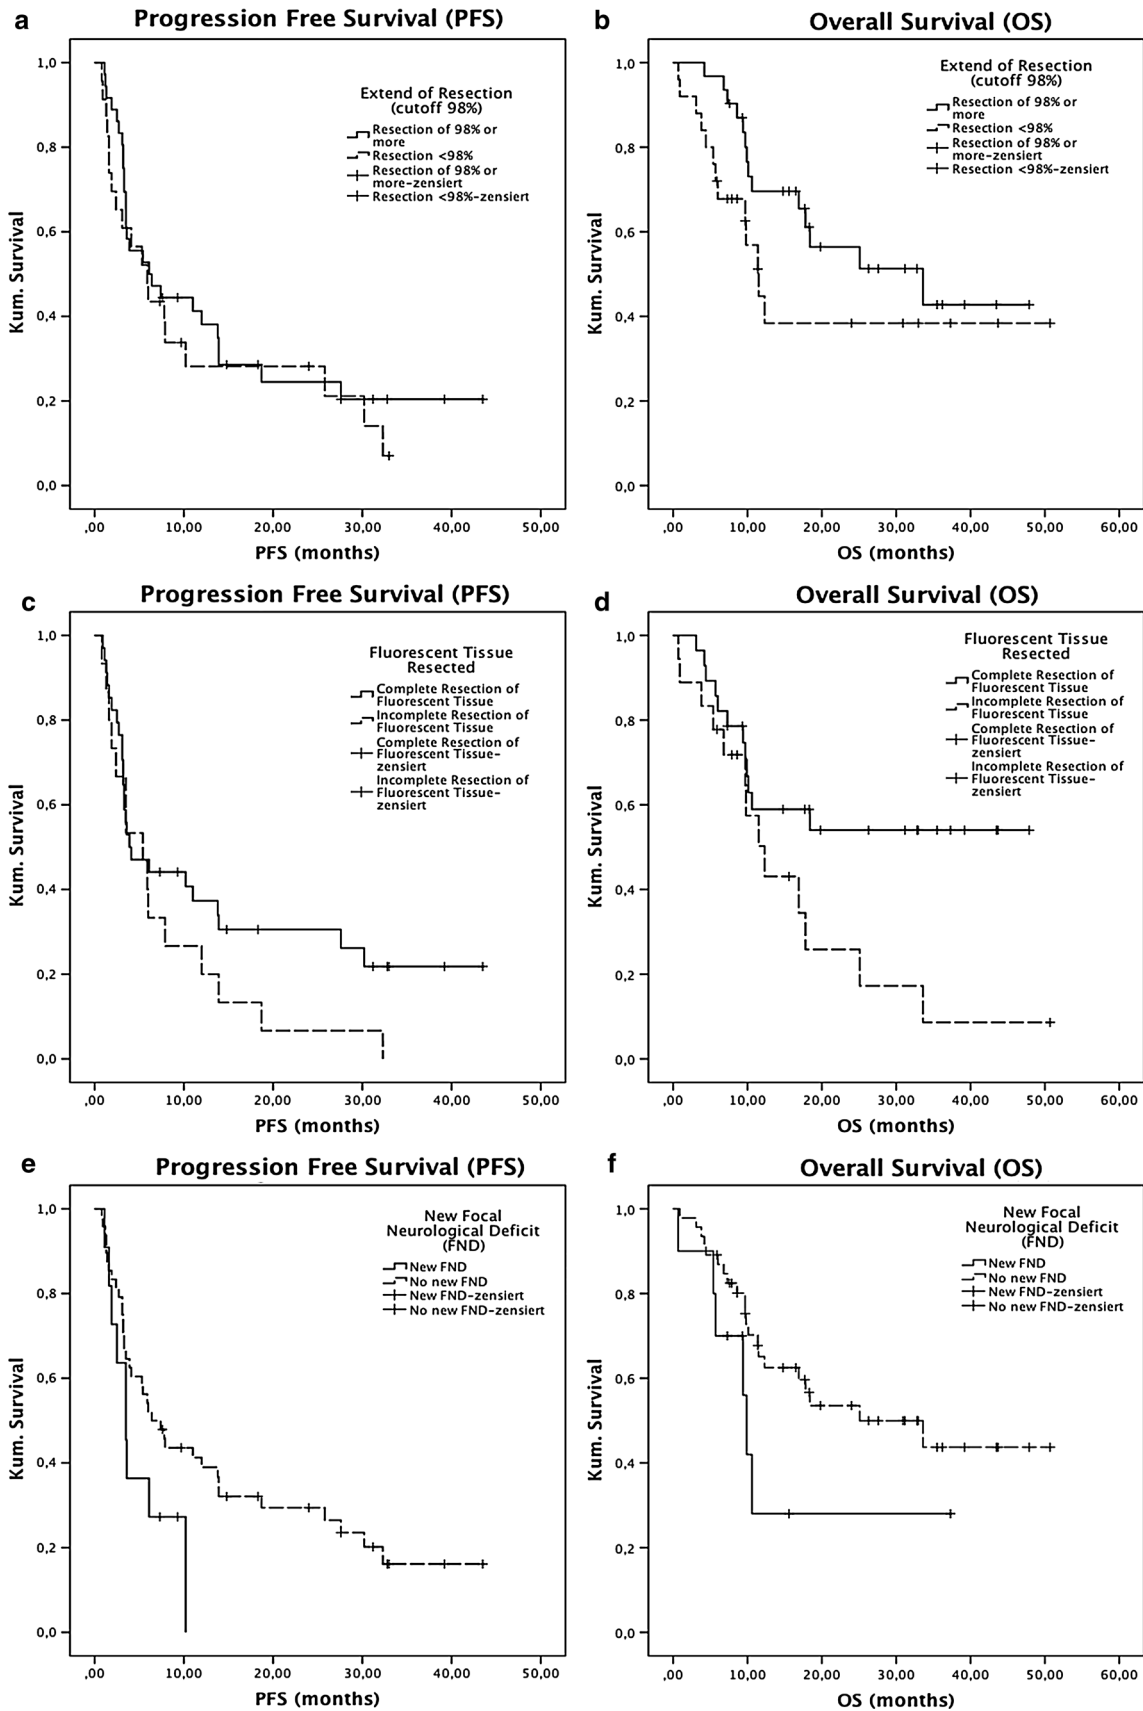 a
Progression Free Survival (PFS)
Kum. Survival
1,0
0,8
0,6
0,4
0,2
0,0
Extend of Resection
(cutoff 98%)
Resection of 98% or
more
Resection <98%
Resection of 98% or
more-zensiert
Resection <98%-zensiert
,00 10,00 20,00 30,00 40,00 50,00
PFS (months)
b
Overall Survival (OS)
Kum. Survival
1,0
0,8
0,6
0,4
0,2
0,0
Extend of Resection
(cutoff 98%)
Resection of 98% or
more
Resection <98%
Resection of 98% or
more-zensiert
Resection <98%-zensiert
,00 10,00 20,00 30,00 40,00 50,00 60,00
OS (months)
c
Progression Free Survival (PFS)
Kum. Survival
1,0
0,8
0,6
0,4
0,2
0,0
Fluorescent Tissue
Resected
Complete Resection of
Fluorescent Tissue
Incomplete Resection of
Fluorescent Tissue
Complete Resection of
Fluorescent Tissue-
zensiert
Incomplete Resection of
Fluorescent Tissue-
zensiert
,00 10,00 20,00 30,00 40,00 50,00
PFS (months)
d
Overall Survival (OS)
Kum. Survival
1,0
0,8
0,6
0,4
0,2
0,0
Fluorescent Tissue
Resected
Complete Resection of
Fluorescent Tissue
Incomplete Resection of
Fluorescent Tissue
Complete Resection of
Fluorescent Tissue-
zensiert
Incomplete Resection of
Fluorescent Tissue-
zensiert
,00 10,00 20,00 30,00 40,00 50,00 60,00
OS (months)
e
Progression Free Survival (PFS)
Kum. Survival
1,0
0,8
0,6
0,4
0,2
0,0
New Focal
Neurological Deficit
(FND)
New FND
No new FND
New FND-zensiert
No new FND-zensiert
,00 10,00 20,00 30,00 40,00 50,00
PFS (months)
f
Overall Survival (OS)
Kum. Survival
1,0
0,8
0,6
0,4
0,2
0,0
New Focal
Neurological Deficit
(FND)
New FND
No new FND
New FND-zensiert
No new FND-zensiert
,00 10,00 20,00 30,00 40,00 50,00 60,00
OS (months)